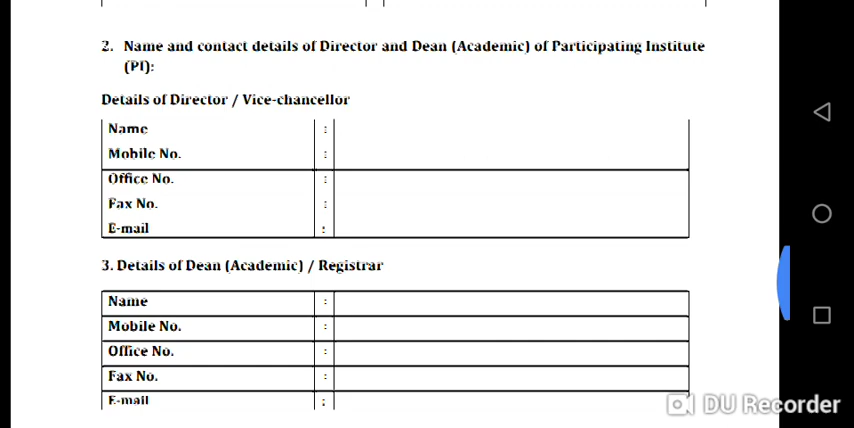 2. Name and contact details of Director and Dean (Academic) of Participating Institute
(PI):
Details of Director / Vice-chancellor
Name :
Mobile No. :
Office No. :
Fax No. :
E-mail :
3. Details of Dean (Academic) / Registrar
Name :
Mobile No. :
Office No. :
Fax No. :
E-mail :
DU Recorder